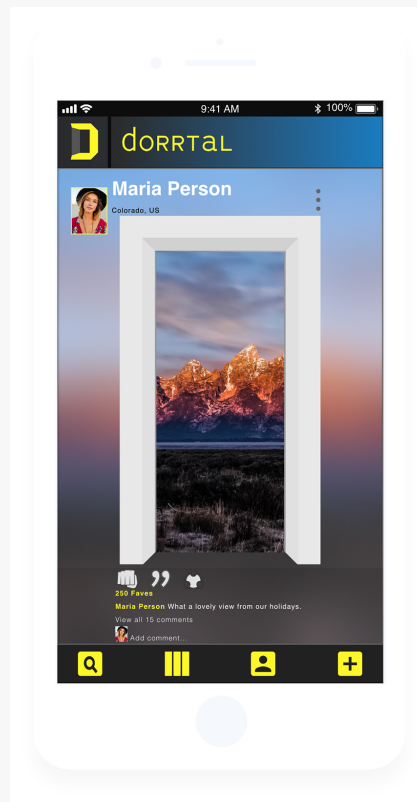 9:41 AM 100%
dorrtal
Maria Person
Colorado, US
250 Faves
Maria Person What a lovely view from our holidays.
View all 15 comments
Add comment...